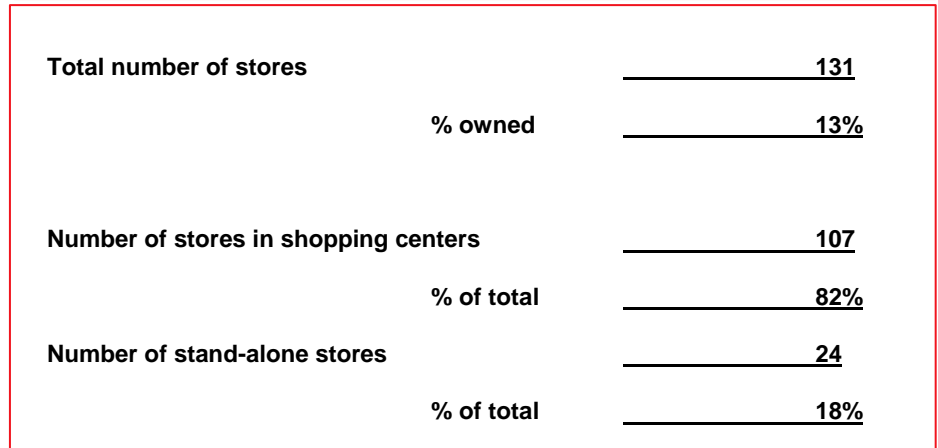 Total number of stores 131
% owned 13%
Number of stores in shopping centers 107
% of total 82%
Number of stand-alone stores 24
% of total 18%